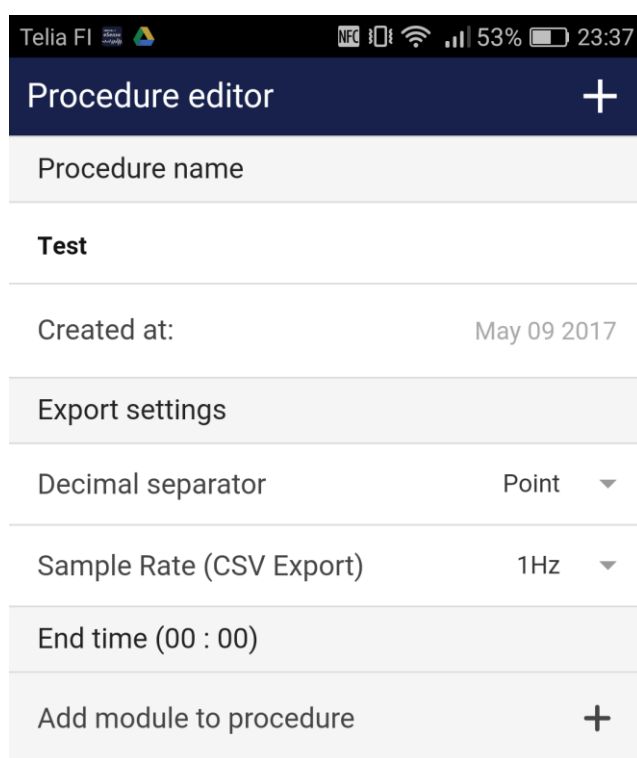 Telia FI NFC 53% 23:37
Procedure editor
Procedure name
Test
Created at: May 09 2017
Export settings
Decimal separator Point
Sample Rate (CSV Export) 1Hz
End time (00 : 00)
Add module to procedure